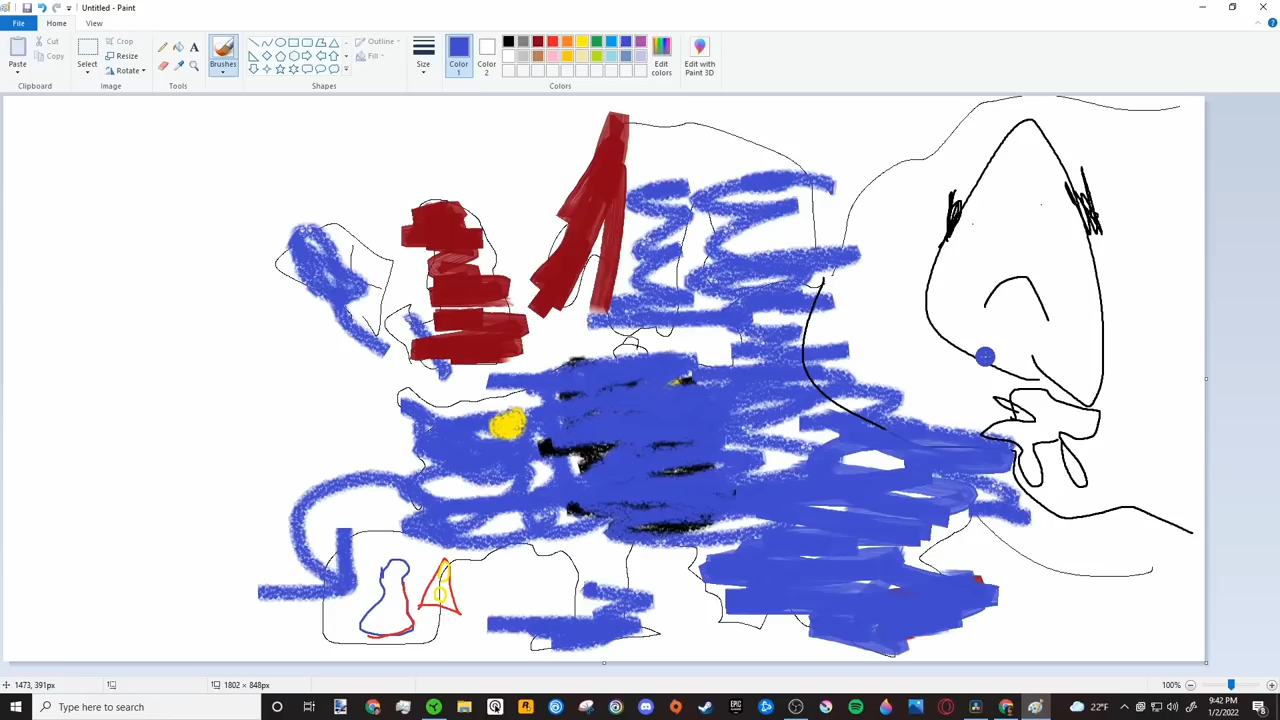 Untitled - Paint
File Home View
Paste
Cut
Copy
Clipboard
Select
Crop
Resize
Rotate
Image
A
Tools
Brushes
Outline
Fill
Shapes
Size
Color 1
Color 2
Edit colors
Colors
Edit with Paint 3D
1473, 391px
1802 × 848px
100%
Type here to search
22°F
9:42 PM
1/2/2022